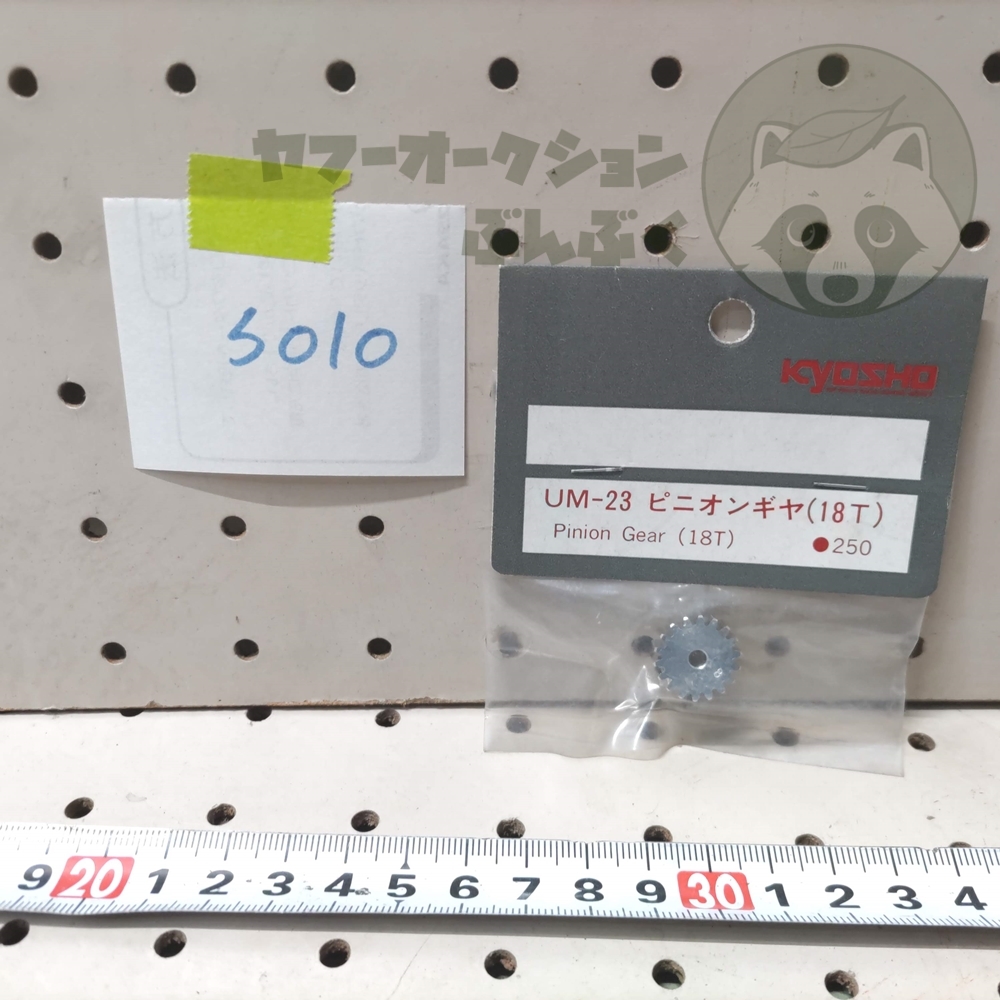 ヤフーオークション
ぶんぶく
SOlO
KYOSHO
UM-23 ピニオンギヤ(18T)
Pinion Gear (18T)
●250
8
9 20 1 2 3 4 5 6 7 8 9 30 1 2 3 4